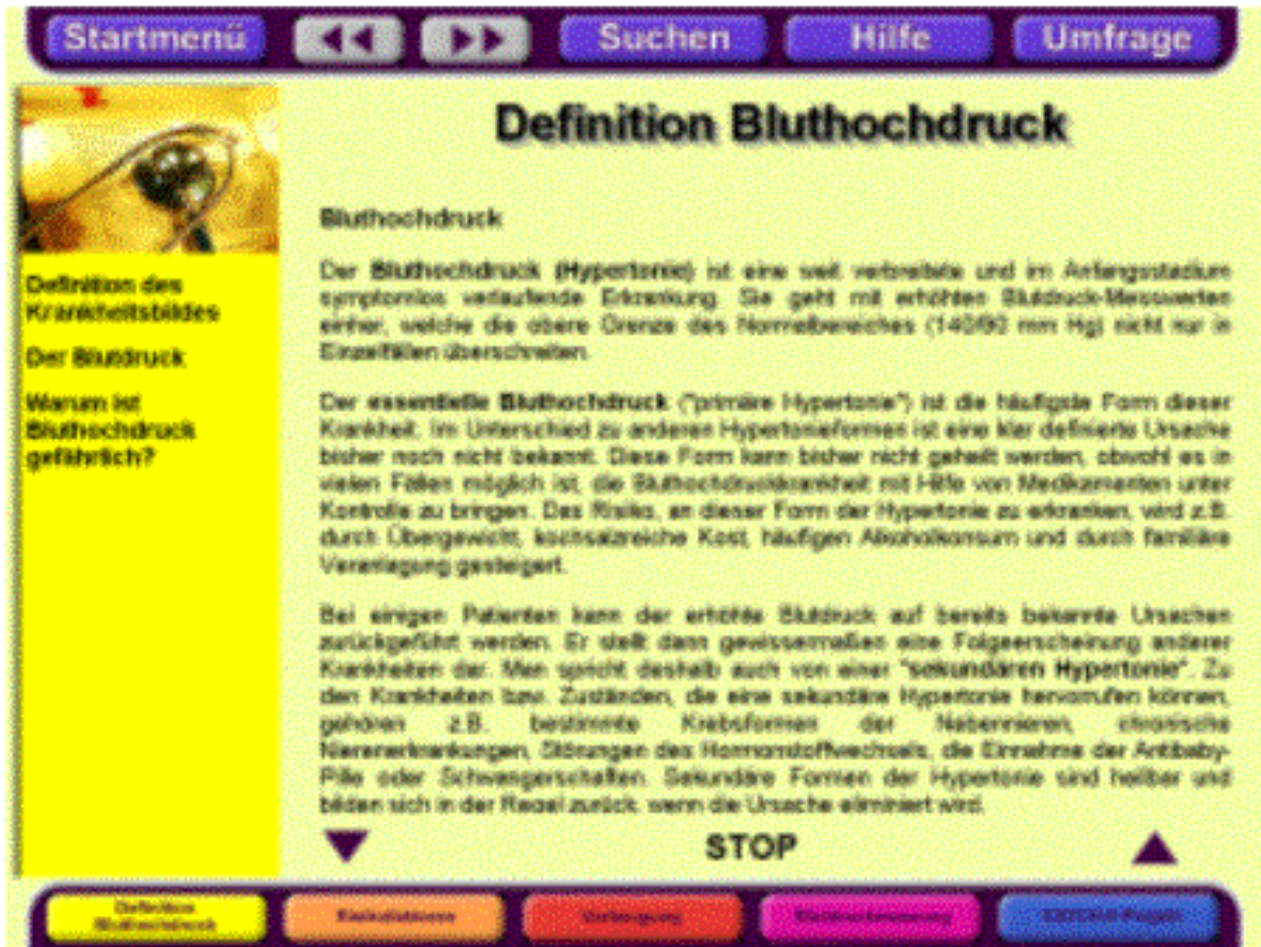 Startmenü
Suchen
Hilfe
Umfrage
Definition Bluthochdruck
Definition des
Krankheitsbildes
Der Blutdruck
Warum ist
Bluthochdruck
gefährlich?
Bluthochdruck
Der Bluthochdruck (Hypertonie) ist eine weit verbreitete und im Anfangsstadium
symptomlos verlaufende Erkrankung. Sie geht mit erhöhten Blutdruck-Messwerten
einher, welche die obere Grenze des Normalbereiches (140/90 mm Hg) nicht nur in
Einzelfällen überschreiten.
Der essentielle Bluthochdruck ("primäre Hypertonie") ist die häufigste Form dieser
Krankheit. Im Unterschied zu anderen Hypertonieformen ist eine klar definierte Ursache
bisher noch nicht bekannt. Diese Form kann bisher nicht geheilt werden, obwohl es in
vielen Fällen möglich ist, die Bluthochdruckkrankheit mit Hilfe von Medikamenten unter
Kontrolle zu bringen. Das Risiko, an dieser Form der Hypertonie zu erkranken, wird z.B.
durch Übergewicht, kochsalzreiche Kost, häufigen Alkoholkonsum und durch familiäre
Veranlagung gesteigert.
Bei einigen Patienten kann der erhöhte Blutdruck auf bereits bekannte Ursachen
zurückgeführt werden. Er stellt dann gewissermaßen eine Folgeerscheinung anderer
Krankheiten dar. Man spricht deshalb auch von einer "sekundären Hypertonie". Zu
den Krankheiten bzw. Zuständen, die eine sekundäre Hypertonie hervorrufen können,
gehören z.B. bestimmte Krebsformen der Nebennieren, chronische
Nierenerkrankungen, Störungen des Hormonstoffwechsels, die Einnahme der Antibaby-
Pille oder Schwangerschaften. Sekundäre Formen der Hypertonie sind heilbar und
bilden sich in der Regel zurück, wenn die Ursache eliminiert wird.
STOP
Definition
Bluthochdruck
Vorbeugung